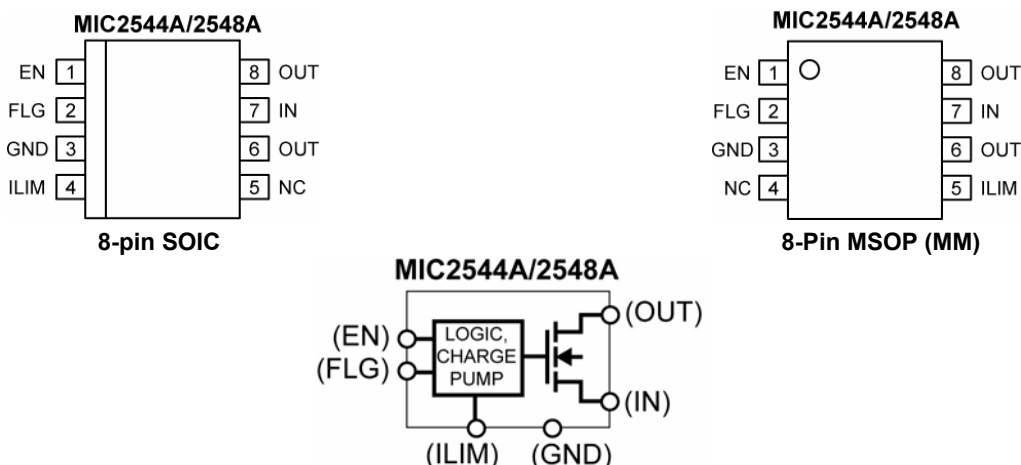 MIC2544A/2548A
EN 1
8 OUT
FLG 2
7 IN
GND 3
6 OUT
ILIM 4
5 NC
8-pin SOIC
MIC2544A/2548A
EN 1
8 OUT
FLG 2
7 IN
GND 3
6 OUT
NC 4
5 ILIM
8-Pin MSOP (MM)
MIC2544A/2548A
(EN)
(FLG)
LOGIC,
CHARGE
PUMP
(OUT)
(IN)
(ILIM)
(GND)